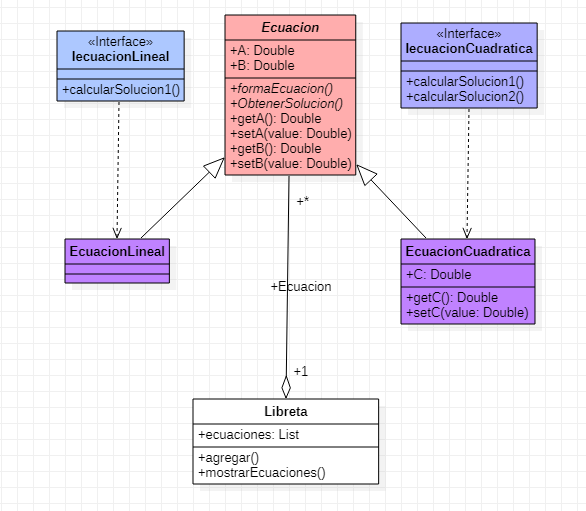 «Interface»
IecuacionLineal
+calcularSolucion1()
Ecuacion
+A: Double
+B: Double
+formaEcuacion()
+ObtenerSolucion()
+getA(): Double
+setA(value: Double)
+getB(): Double
+setB(value: Double)
«Interface»
IecuacionCuadratica
+calcularSolucion1()
+calcularSolucion2()
+*
EcuacionLineal
EcuacionCuadratica
+C: Double
+getC(): Double
+setC(value: Double)
+Ecuacion
+1
Libreta
+ecuaciones: List
+agregar()
+mostrarEcuaciones()